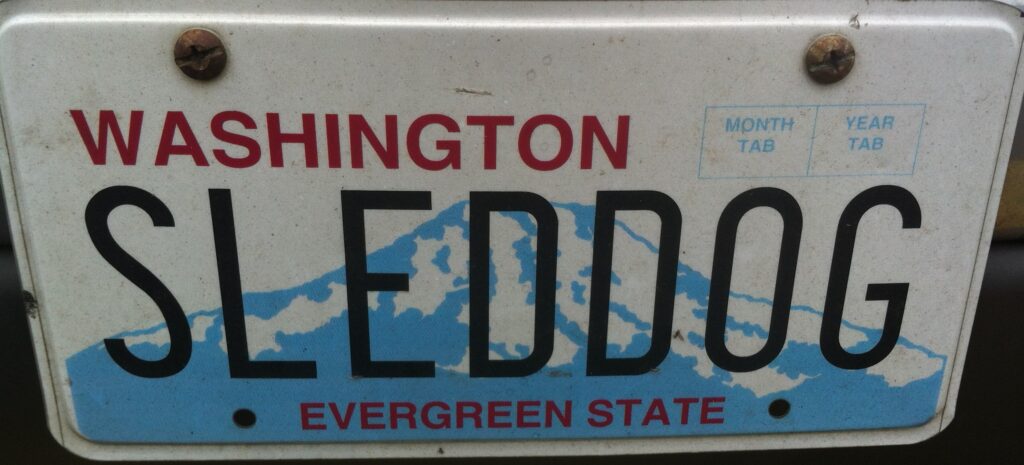 WASHINGTON
MONTH TAB
YEAR TAB
SLEDDOG
EVERGREEN STATE